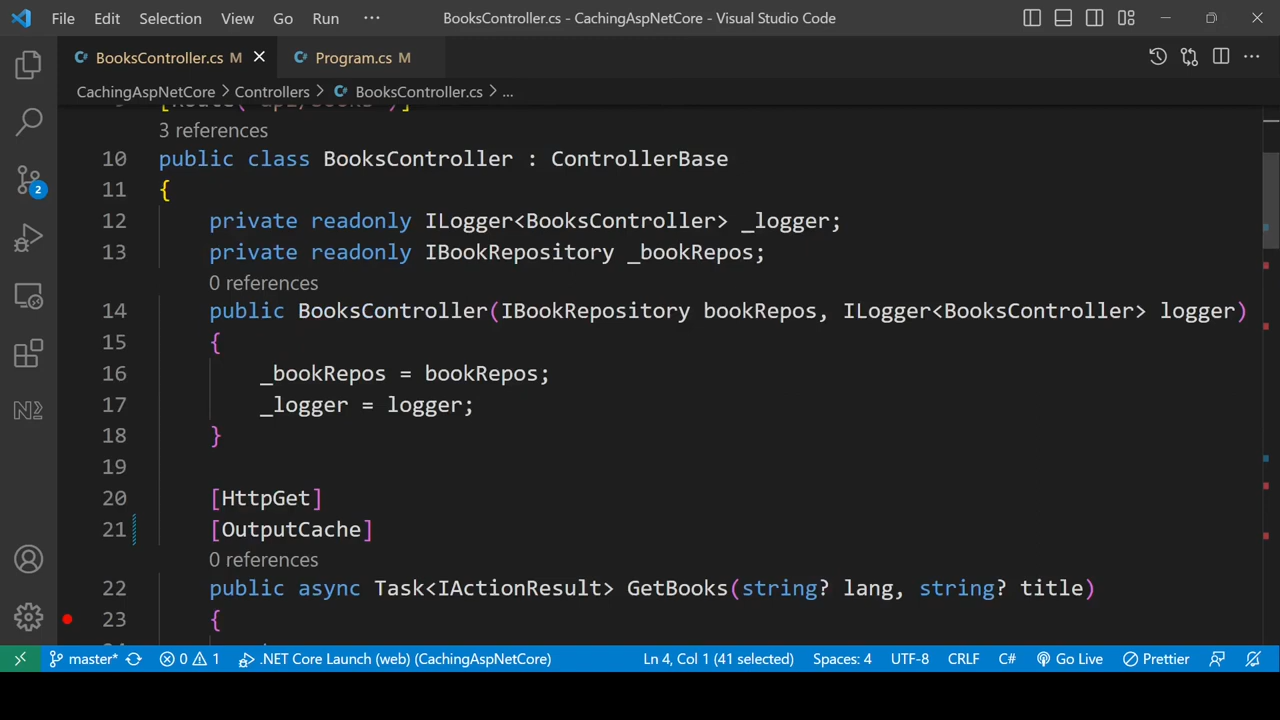 File Edit Selection View Go Run ··· BooksController.cs - CachingAspNetCore - Visual Studio Code
BooksController.cs M Program.cs M
CachingAspNetCore > Controllers > BooksController.cs > ...
9 [Route("api/books")]
3 references
10 public class BooksController : ControllerBase
11 {
12 private readonly ILogger<BooksController> _logger;
13 private readonly IBookRepository _bookRepos;
0 references
14 public BooksController(IBookRepository bookRepos, ILogger<BooksController> logger)
15 {
16 _bookRepos = bookRepos;
17 _logger = logger;
18 }
19
20 [HttpGet]
21 [OutputCache]
0 references
22 public async Task<IActionResult> GetBooks(string? lang, string? title)
23 {
2
master* 0 1 .NET Core Launch (web) (CachingAspNetCore) Ln 4, Col 1 (41 selected) Spaces: 4 UTF-8 CRLF C# Go Live Prettier